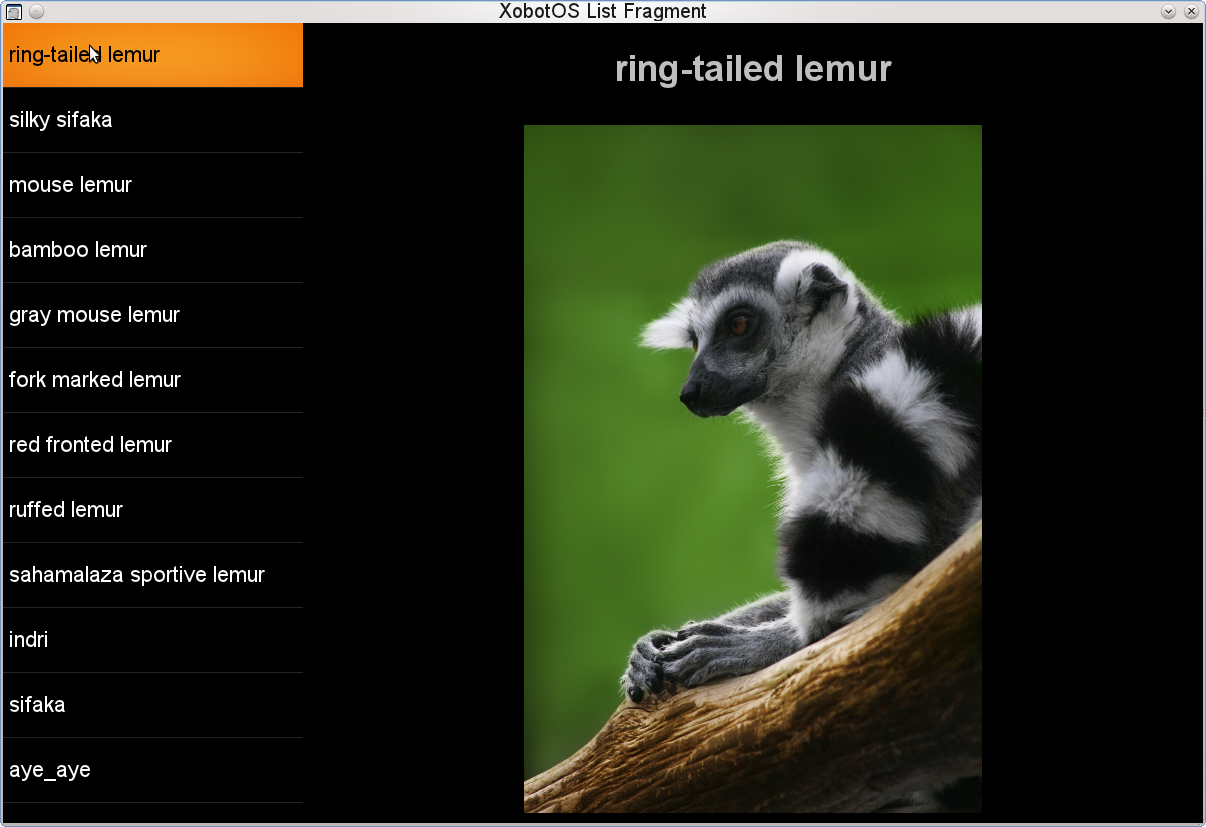 XobotOS List Fragment
ring-tailed lemur
silky sifaka
mouse lemur
bamboo lemur
gray mouse lemur
fork marked lemur
red fronted lemur
ruffed lemur
sahamalaza sportive lemur
indri
sifaka
aye_aye
ring-tailed lemur